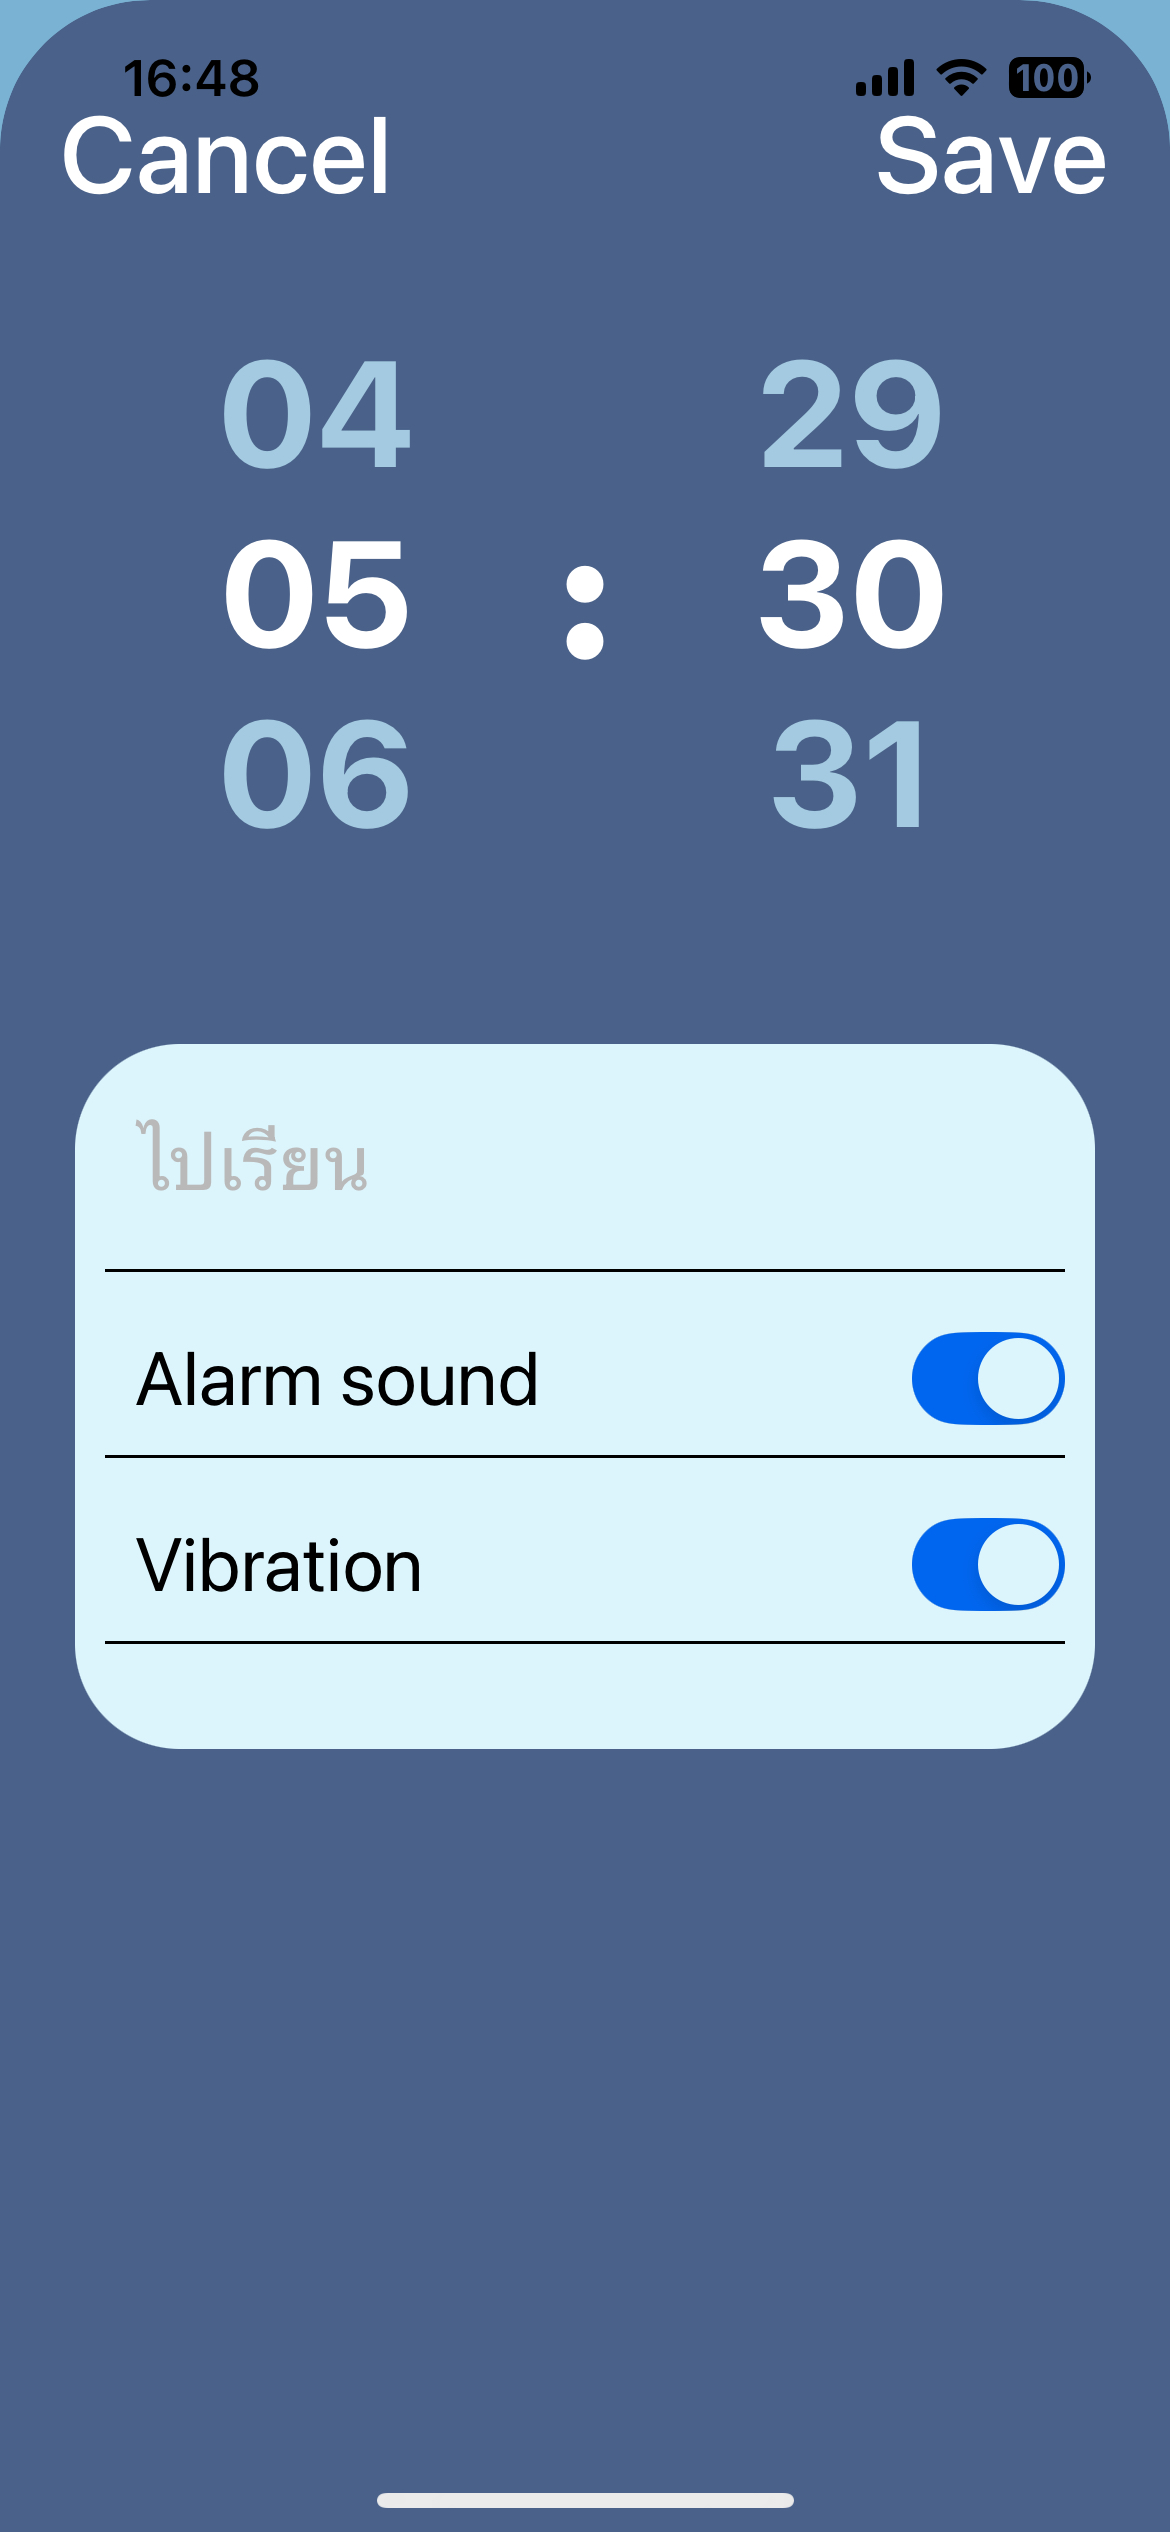 16:48 100
Cancel Save
04 29
05 : 30
06 31
ไปเรียน
Alarm sound
Vibration